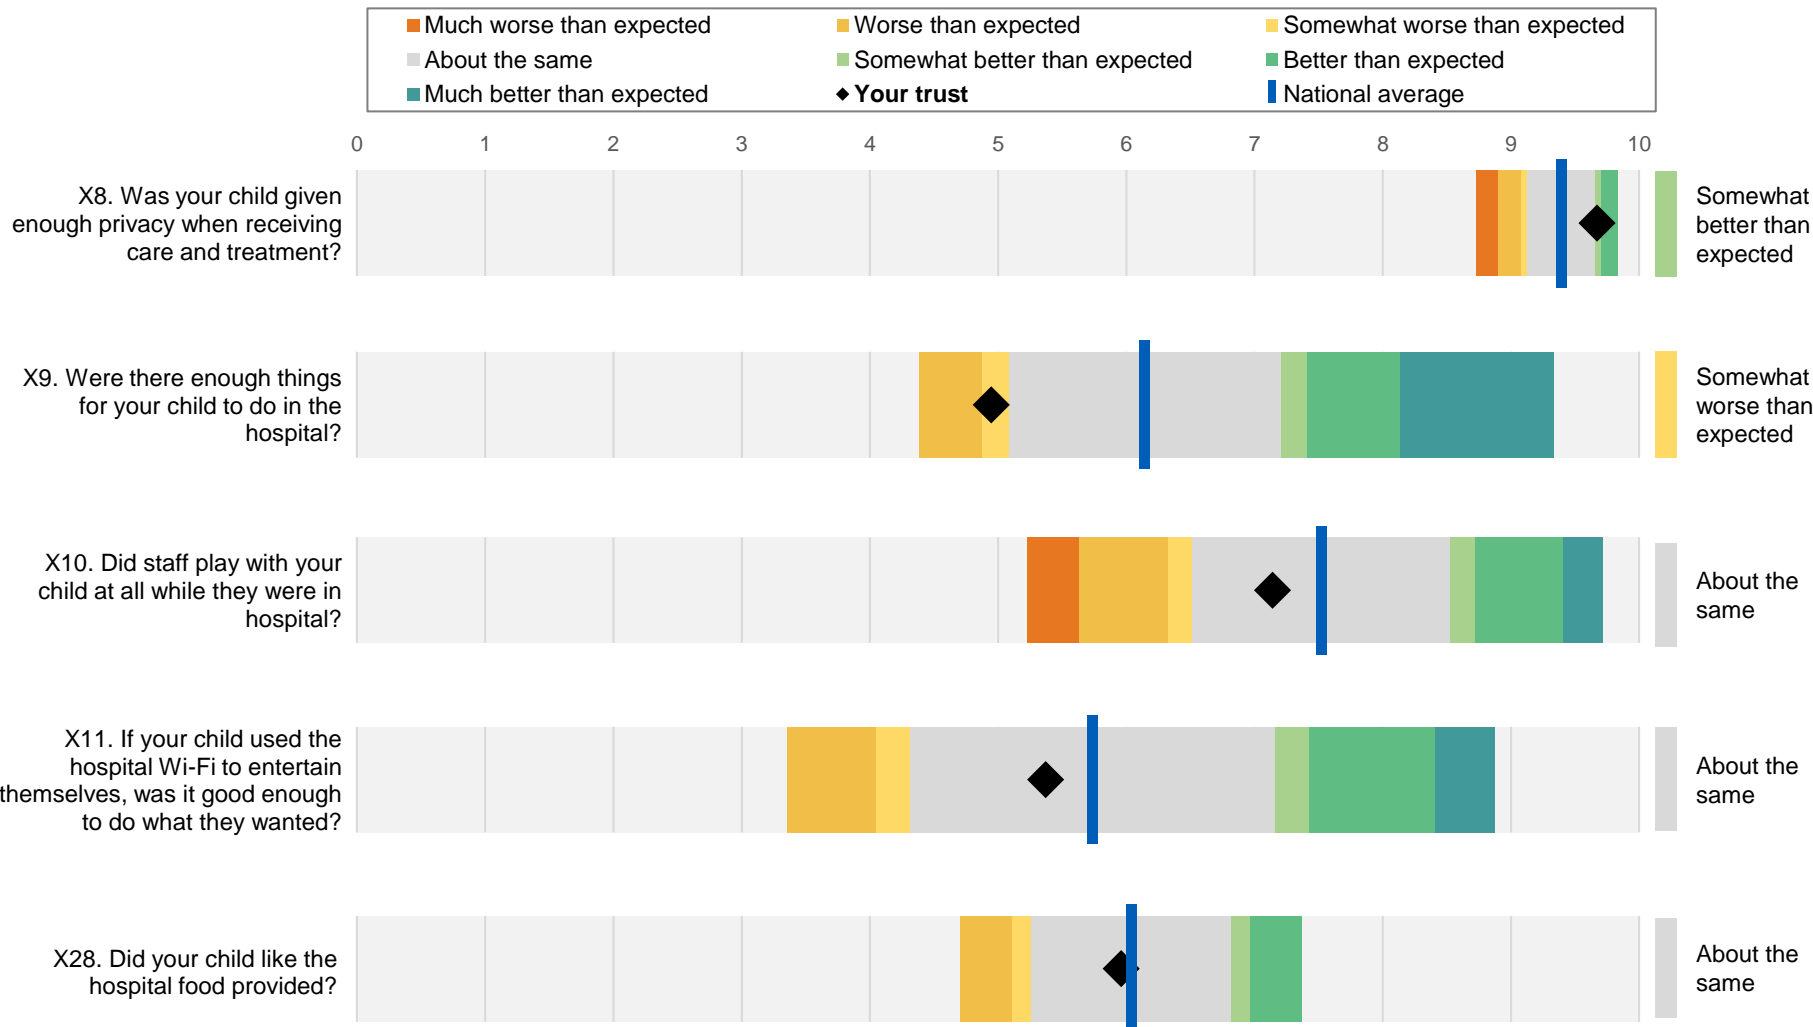 Much worse than expected
Worse than expected
Somewhat worse than expected
About the same
Somewhat better than expected
Better than expected
Much better than expected
Your trust
National average
0 1 2 3 4 5 6 7 8 9 10
X8. Was your child given
enough privacy when receiving
care and treatment?
Somewhat
better than
expected
X9. Were there enough things
for your child to do in the
hospital?
Somewhat
worse than
expected
X10. Did staff play with your
child at all while they were in
hospital?
About the
same
X11. If your child used the
hospital Wi-Fi to entertain
themselves, was it good enough
to do what they wanted?
About the
same
X28. Did your child like the
hospital food provided?
About the
same